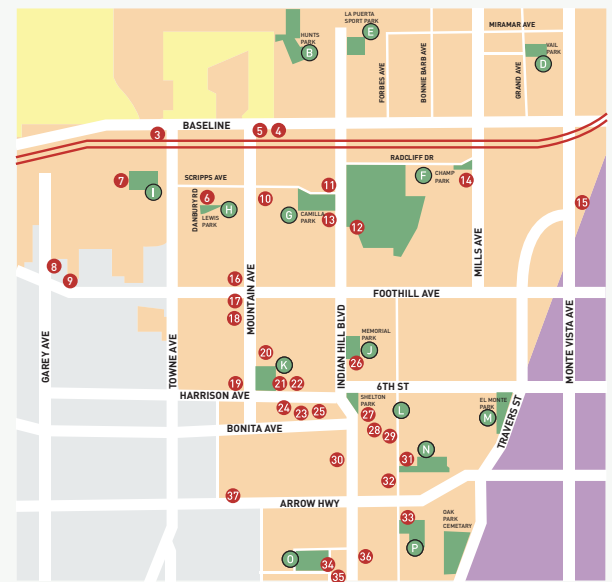 LA PUERTA
SPORT PARK
E
MIRAMAR AVE
HUNTS
PARK
B
VAIL
PARK
D
FORBES AVE
BONNIE BARB AVE
GRAND AVE
BASELINE
3
5
4
RADCLIFF DR
7
SCRIPPS AVE
I
DANBURY RD
6
H
LEWIS
PARK
10
11
G
CAMILLA
PARK
13
12
F
CHAMP
PARK
14
15
MILLS AVE
8
9
16
MOUNTAIN AVE
FOOTHILL AVE
17
18
GAREY AVE
TOWNE AVE
INDIAN HILL BLVD
MONTE VISTA AVE
MEMORIAL
PARK
J
20
K
26
19
21
22
6TH ST
HARRISON AVE
SHELTON
PARK
L
EL MONTE
PARK
M
TRAVERS ST
24
23
25
27
BONITA AVE
28
29
N
30
31
32
37
ARROW HWY
33
OAK
PARK
CEMETARY
P
O
34
36
35